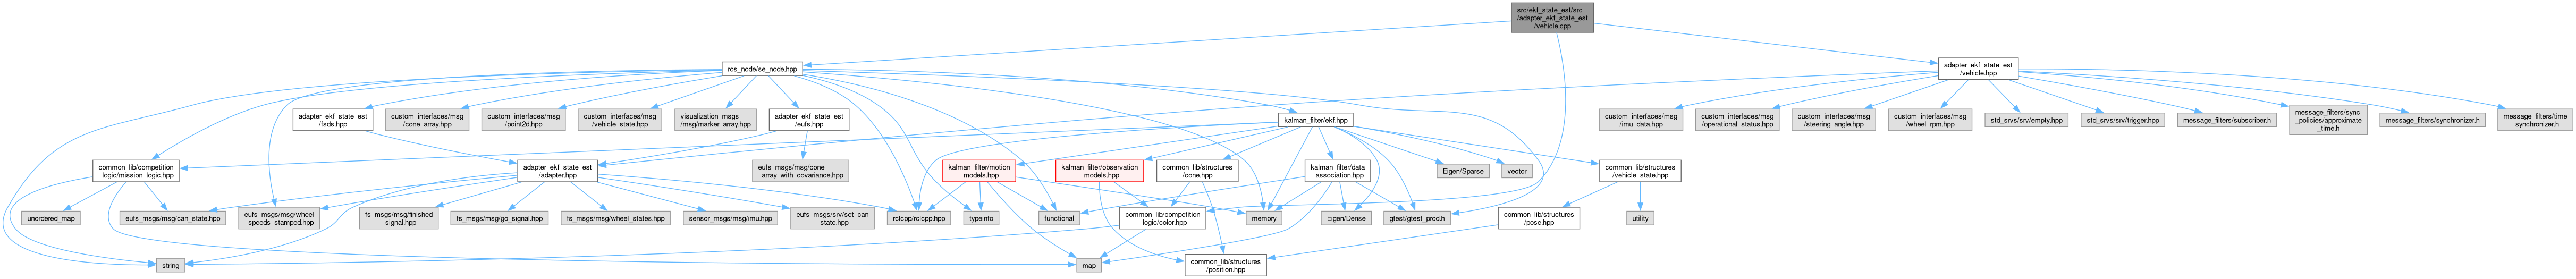 src/ekf_state_est/src
/adapter_ekf_state_est
/vehicle.cpp
ros_node/se_node.hpp
adapter_ekf_state_est
/vehicle.hpp
adapter_ekf_state_est
/fsds.hpp
custom_interfaces/msg
/cone_array.hpp
custom_interfaces/msg
/point2d.hpp
custom_interfaces/msg
/vehicle_state.hpp
visualization_msgs
/msg/marker_array.hpp
adapter_ekf_state_est
/eufs.hpp
kalman_filter/ekf.hpp
custom_interfaces/msg
/imu_data.hpp
custom_interfaces/msg
/operational_status.hpp
custom_interfaces/msg
/steering_angle.hpp
custom_interfaces/msg
/wheel_rpm.hpp
std_srvs/srv/empty.hpp
std_srvs/srv/trigger.hpp
message_filters/subscriber.h
message_filters/sync
_policies/approximate
_time.h
message_filters/synchronizer.h
message_filters/time
_synchronizer.h
common_lib/competition
_logic/mission_logic.hpp
adapter_ekf_state_est
/adapter.hpp
eufs_msgs/msg/cone
_array_with_covariance.hpp
kalman_filter/motion
_models.hpp
kalman_filter/observation
_models.hpp
common_lib/structures
/cone.hpp
kalman_filter/data
_association.hpp
Eigen/Sparse
vector
common_lib/structures
/vehicle_state.hpp
unordered_map
eufs_msgs/msg/can_state.hpp
eufs_msgs/msg/wheel
_speeds_stamped.hpp
fs_msgs/msg/finished
_signal.hpp
fs_msgs/msg/go_signal.hpp
fs_msgs/msg/wheel_states.hpp
sensor_msgs/msg/imu.hpp
eufs_msgs/srv/set_can
_state.hpp
rclcpp/rclcpp.hpp
typeinfo
functional
common_lib/competition
_logic/color.hpp
memory
Eigen/Dense
gtest/gtest_prod.h
common_lib/structures
/pose.hpp
utility
string
map
common_lib/structures
/position.hpp